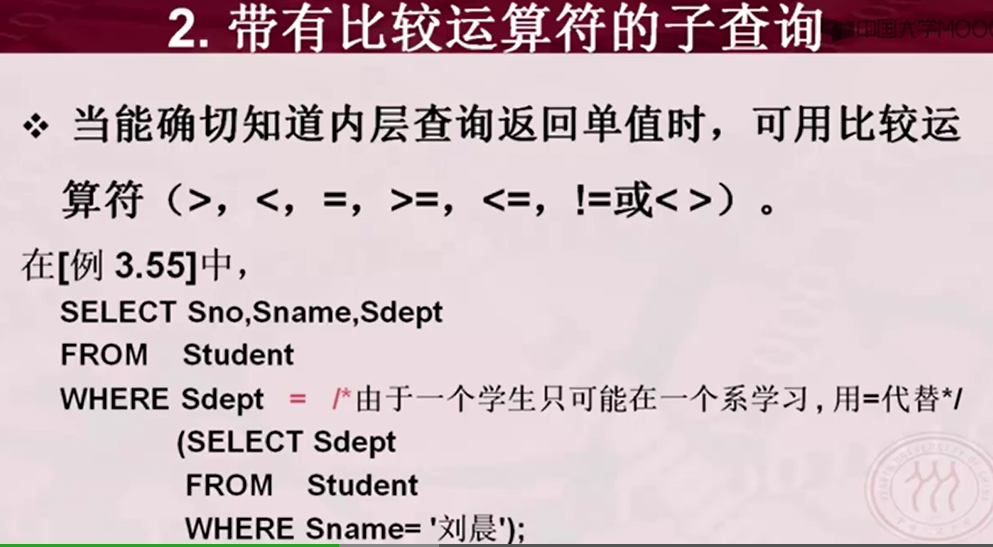 2. 带有比较运算符的子查询
中国大学MOOC
❖ 当能确切知道内层查询返回单值时，可用比较运
算符（>，<，=，>=，<=，!=或< >）。
在[例 3.55]中，
SELECT Sno,Sname,Sdept
FROM Student
WHERE Sdept = /*由于一个学生只可能在一个系学习 , 用=代替*/
(SELECT Sdept
FROM Student
WHERE Sname= '刘晨');